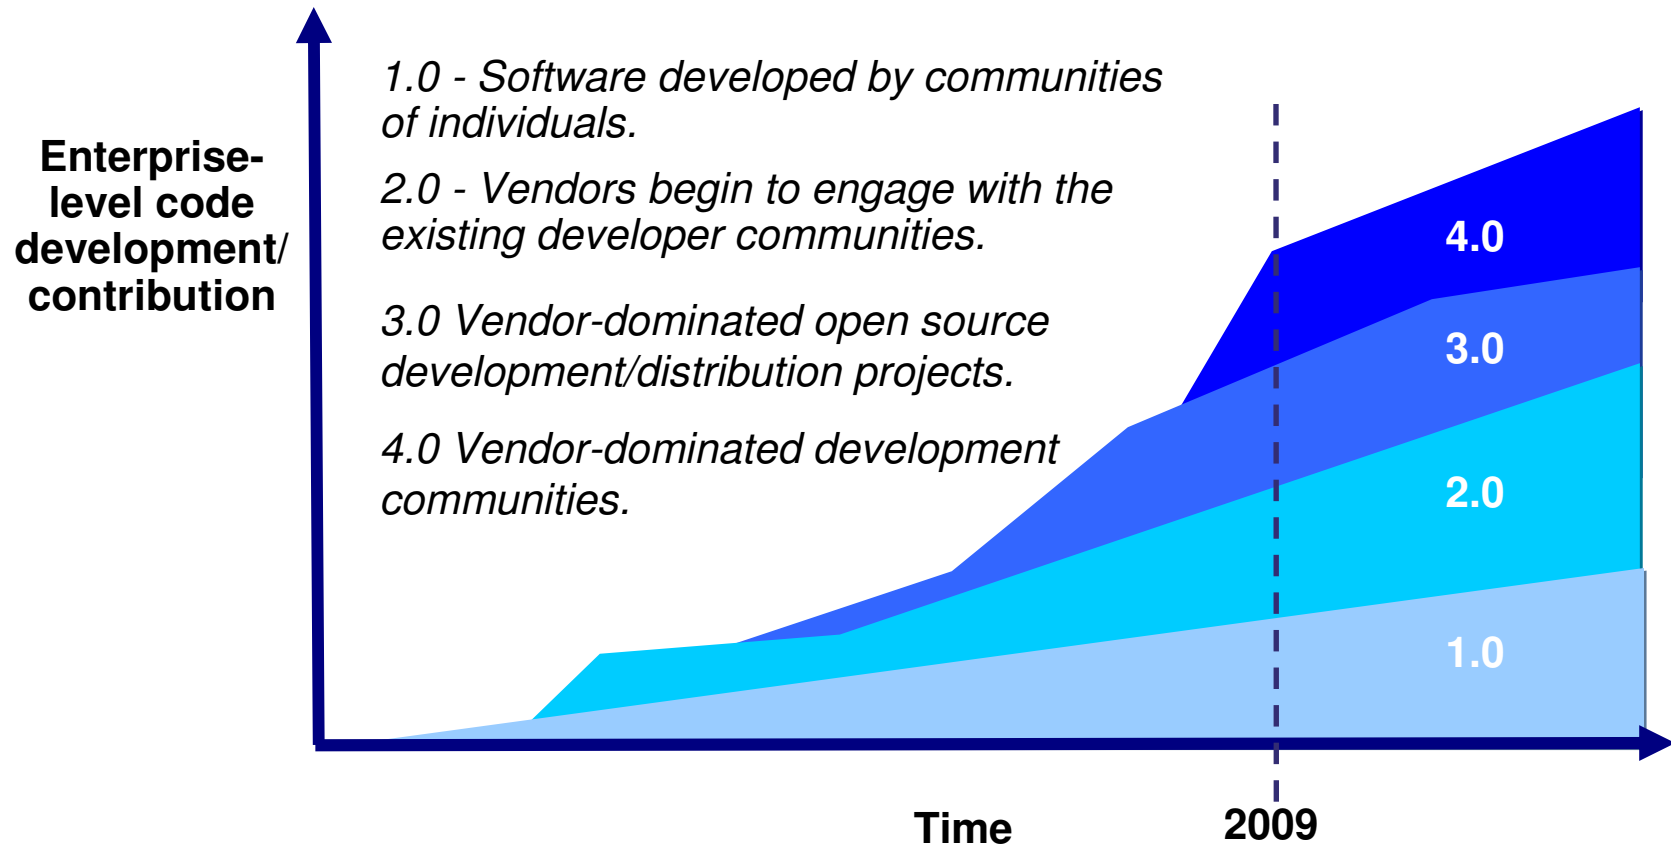 1.0 - Software developed by communities
of individuals.
Enterprise-
level code
development/
contribution
2.0 - Vendors begin to engage with the
existing developer communities.
3.0 Vendor-dominated open source
development/distribution projects.
4.0 Vendor-dominated development
communities.
4.0
3.0
2.0
1.0
Time
2009